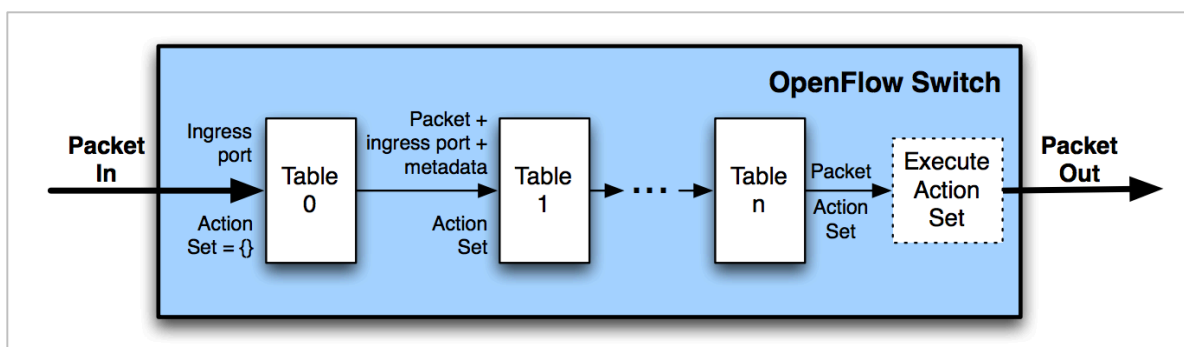 OpenFlow Switch
Packet
In
Ingress
port
Action
Set = {}
Table
0
Packet +
ingress port +
metadata
Action
Set
Table
1
...
Table
n
Packet
Action
Set
Execute
Action
Set
Packet
Out